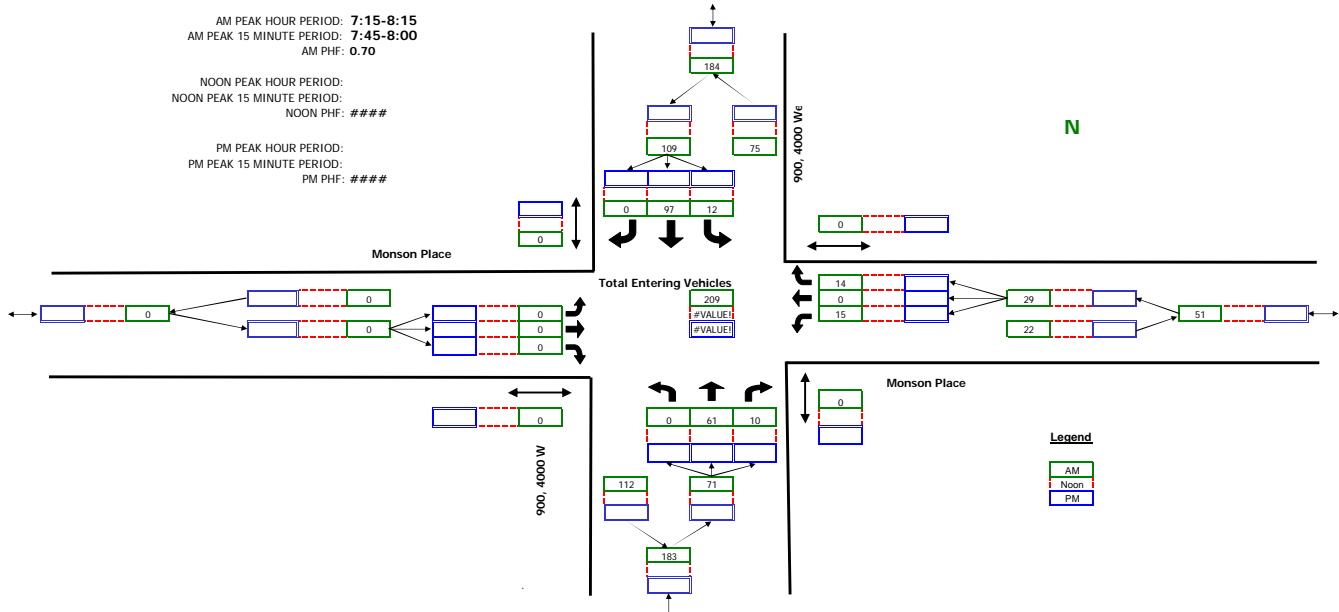 AM PEAK HOUR PERIOD: 7:15-8:15
AM PEAK 15 MINUTE PERIOD: 7:45-8:00
AM PHF: 0.70
NOON PEAK HOUR PERIOD:
NOON PEAK 15 MINUTE PERIOD:
NOON PHF: ####
PM PEAK HOUR PERIOD:
PM PEAK 15 MINUTE PERIOD:
PM PHF: ####
184
109 75
0 97 12
900, 4000 We
N
0
0
Monson Place
Total Entering Vehicles
209
#VALUE!
#VALUE!
0
0
0
0
0
0
14
0
15
29
22
51
Monson Place
0
0
0 61 10
112 71
183
900, 4000 W
Legend
AM
Noon
PM